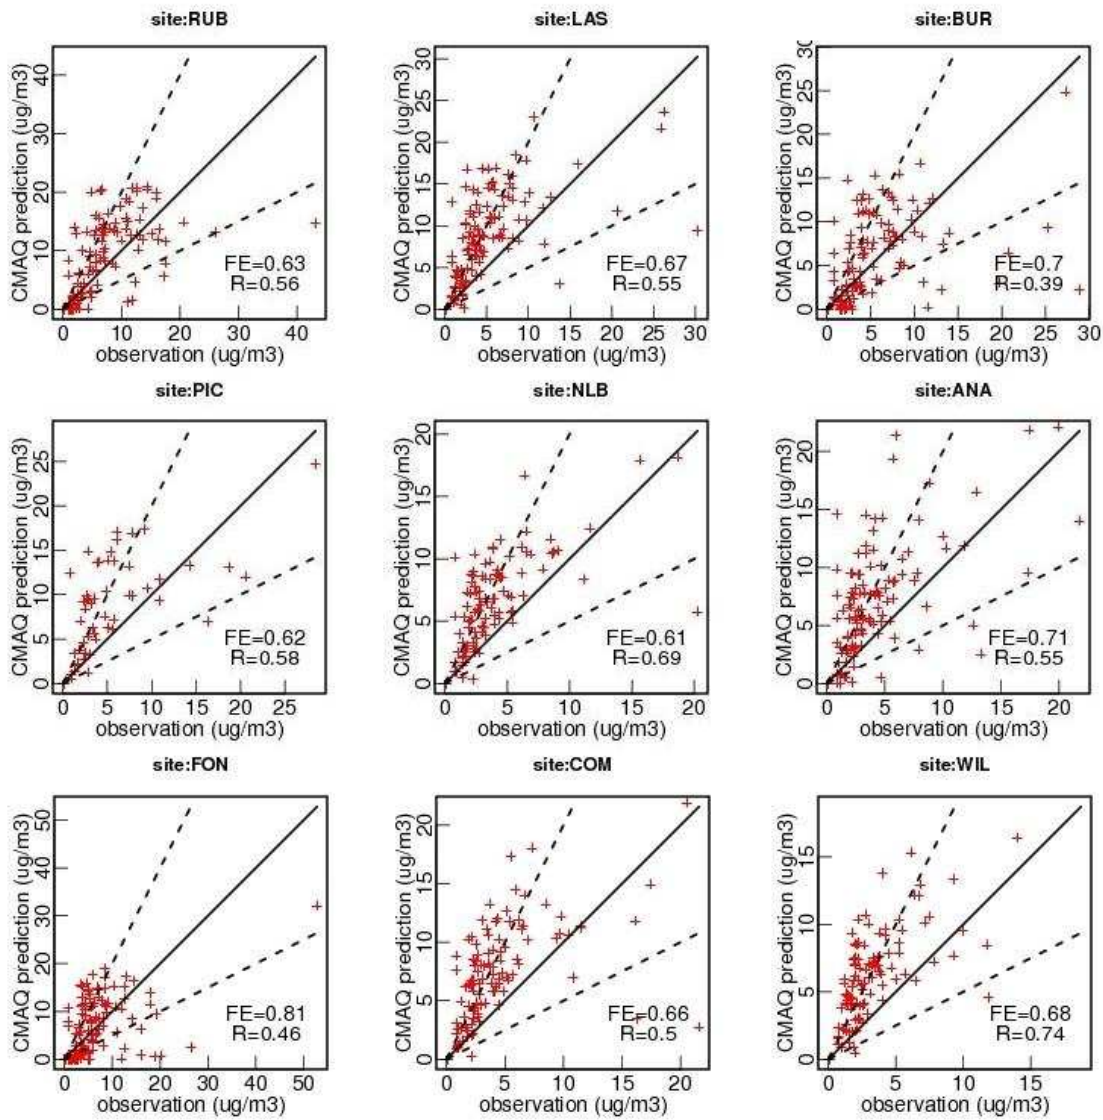 site:RUB
CMAQ prediction (ug/m3)
40
30
20
10
0
FE=0.63
R=0.56
0 10 20 30 40
observation (ug/m3)
site:LAS
CMAQ prediction (ug/m3)
30
25
20
15
10
5
0
FE=0.67
R=0.55
0 5 10 15 20 25 30
observation (ug/m3)
site:BUR
CMAQ prediction (ug/m3)
30
25
20
15
10
5
0
FE=0.7
R=0.39
0 5 10 15 20 25 30
observation (ug/m3)
site:PIC
CMAQ prediction (ug/m3)
25
20
15
10
5
0
FE=0.62
R=0.58
0 5 10 15 20 25
observation (ug/m3)
site:NLB
CMAQ prediction (ug/m3)
20
15
10
5
0
FE=0.61
R=0.69
0 5 10 15 20
observation (ug/m3)
site:ANA
CMAQ prediction (ug/m3)
20
15
10
5
0
FE=0.71
R=0.55
0 5 10 15 20
observation (ug/m3)
site:FON
CMAQ prediction (ug/m3)
50
40
30
20
10
0
FE=0.81
R=0.46
0 10 20 30 40 50
observation (ug/m3)
site:COM
CMAQ prediction (ug/m3)
20
15
10
5
0
FE=0.66
R=0.5
0 5 10 15 20
observation (ug/m3)
site:WIL
CMAQ prediction (ug/m3)
15
10
5
0
FE=0.68
R=0.74
0 5 10 15
observation (ug/m3)